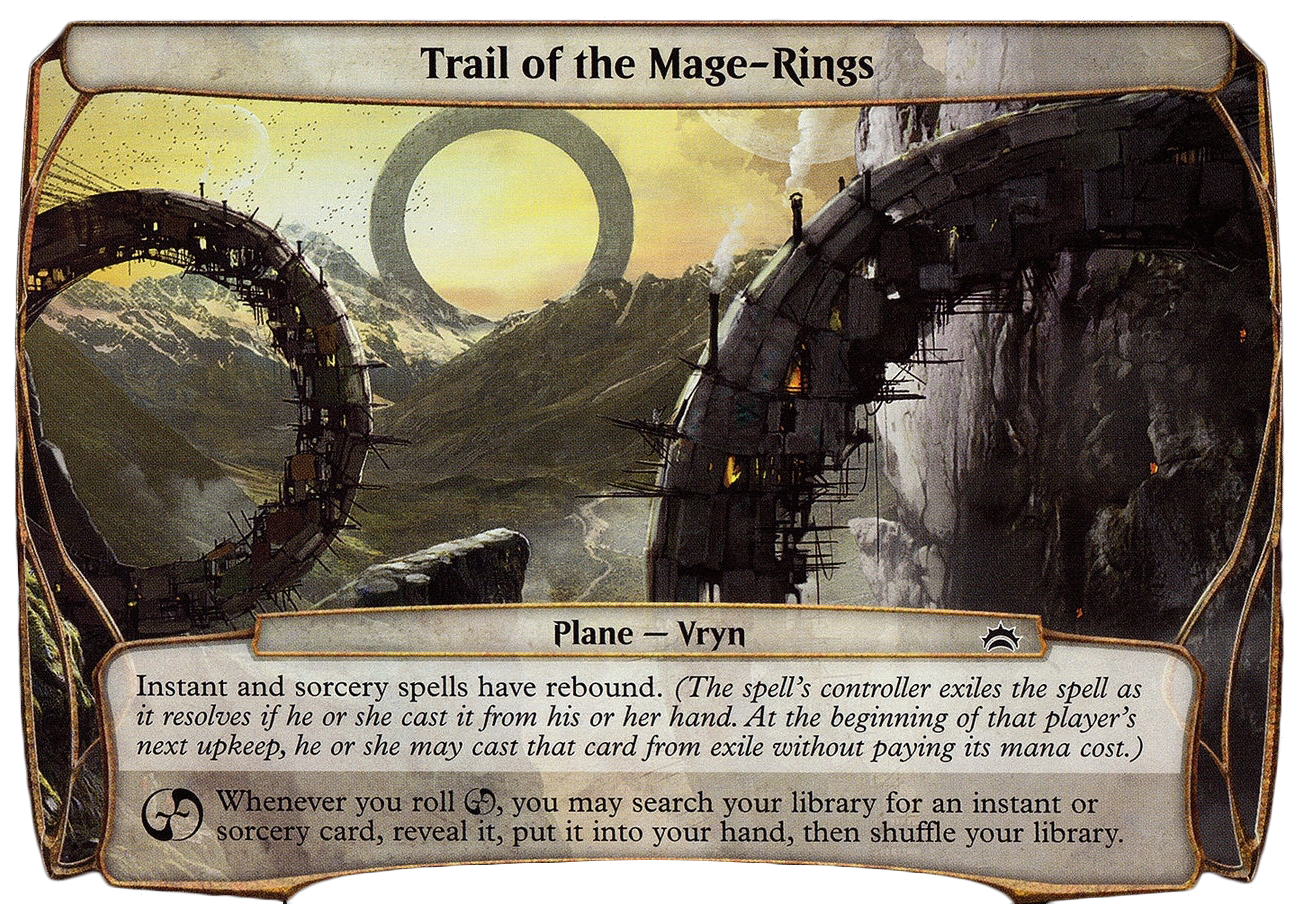 Trail of the Mage-Rings
Plane — Vryn
Instant and sorcery spells have rebound. (The spell's controller exiles the spell as
it resolves if he or she cast it from his or her hand. At the beginning of that player's
next upkeep, he or she may cast that card from exile without paying its mana cost.)
Whenever you roll , you may search your library for an instant or
sorcery card, reveal it, put it into your hand, then shuffle your library.